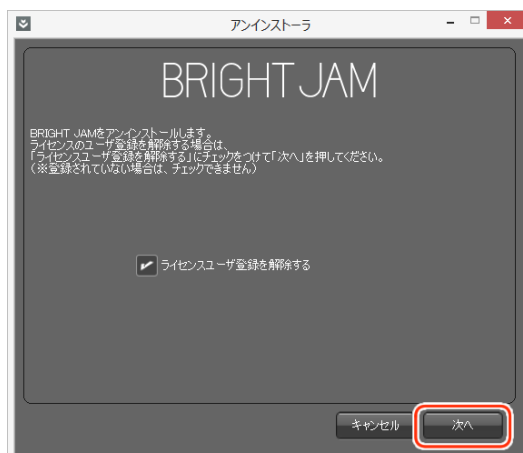 アンインストーラ
BRIGHT JAM
BRIGHT JAMをアンインストールします。
ライセンスのユーザ登録を解除する場合は、
「ライセンスユーザ登録を解除する」にチェックをつけて「次へ」を押してください。
(※登録されていない場合は、チェックできません)
ライセンスユーザ登録を解除する
キャンセル
次へ